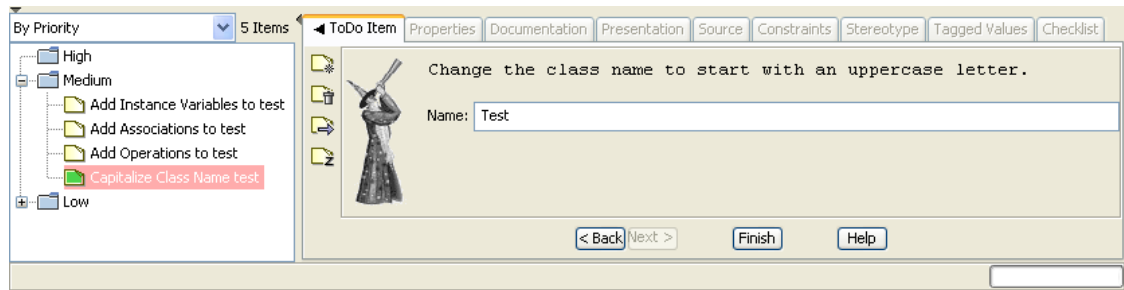 By Priority 5 Items
High
Medium
Add Instance Variables to test
Add Associations to test
Add Operations to test
Capitalize Class Name test
Low
ToDo Item Properties Documentation Presentation Source Constraints Stereotype Tagged Values Checklist
Change the class name to start with an uppercase letter.
Name: Test
< Back Next > Finish Help